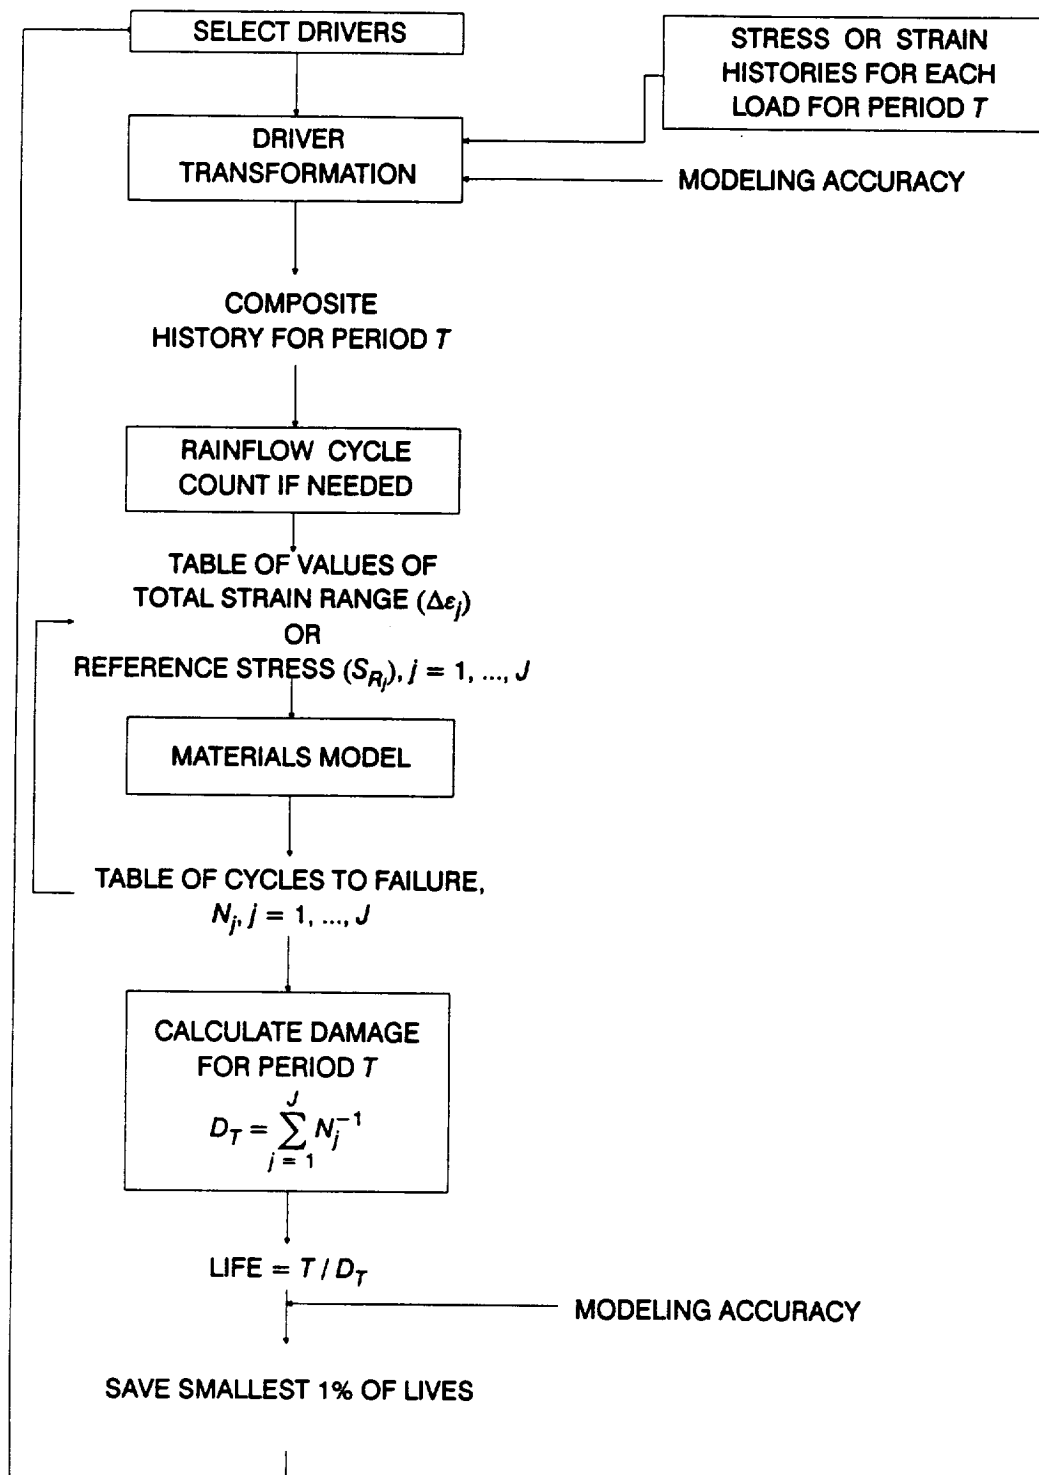 SELECT DRIVERS
STRESS OR STRAIN
HISTORIES FOR EACH
LOAD FOR PERIOD T
DRIVER
TRANSFORMATION
MODELING ACCURACY
COMPOSITE
HISTORY FOR PERIOD T
RAINFLOW CYCLE
COUNT IF NEEDED
TABLE OF VALUES OF
TOTAL STRAIN RANGE (Δε_j)
OR
REFERENCE STRESS (S_{R_j}), j = 1, ..., J
MATERIALS MODEL
TABLE OF CYCLES TO FAILURE,
N_j, j = 1, ..., J
CALCULATE DAMAGE
FOR PERIOD T
D_T = \sum_{j = 1}^{J} N_j^{-1}
LIFE = T / D_T
MODELING ACCURACY
SAVE SMALLEST 1% OF LIVES